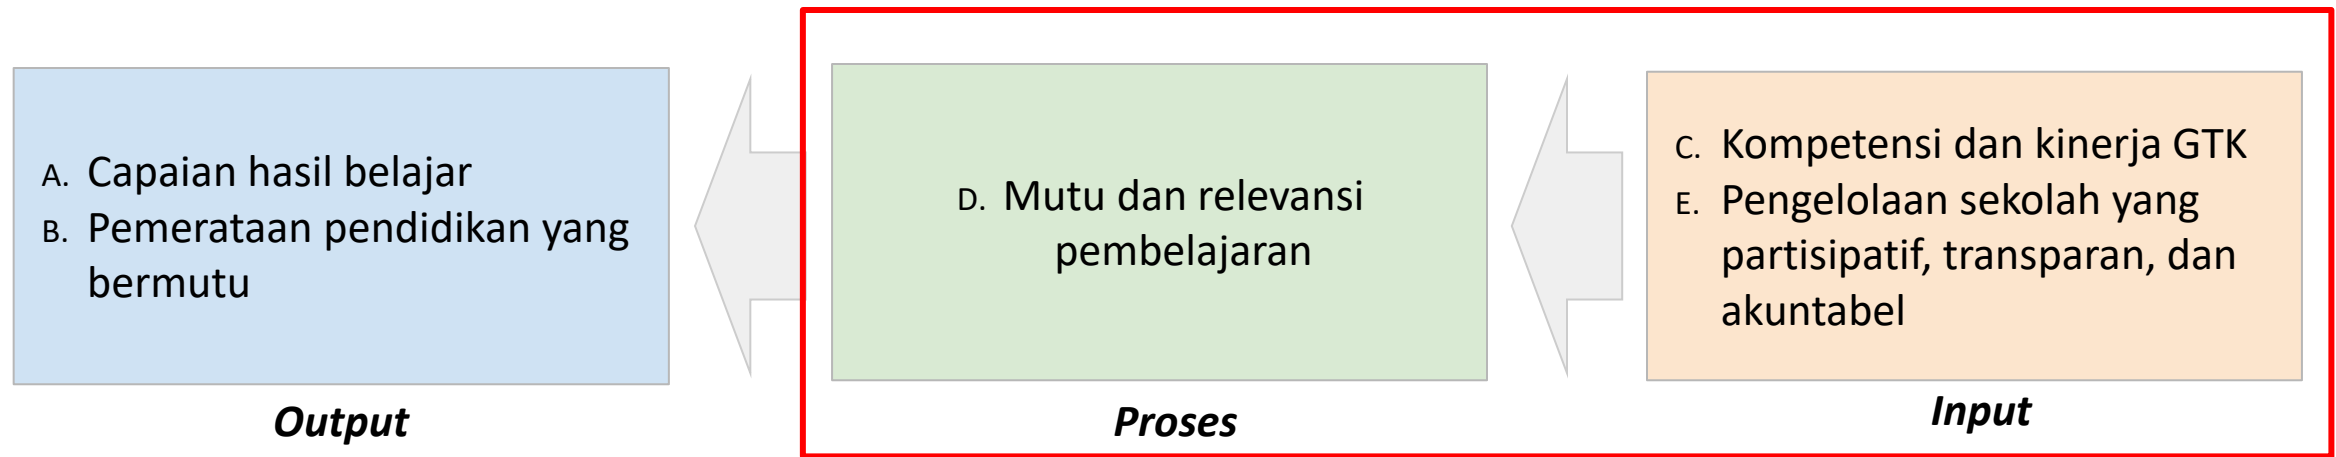 A. Capaian hasil belajar
B. Pemerataan pendidikan yang
bermutu
Output
D. Mutu dan relevansi
pembelajaran
Proses
C. Kompetensi dan kinerja GTK
E. Pengelolaan sekolah yang
partisipatif, transparan, dan
akuntabel
Input